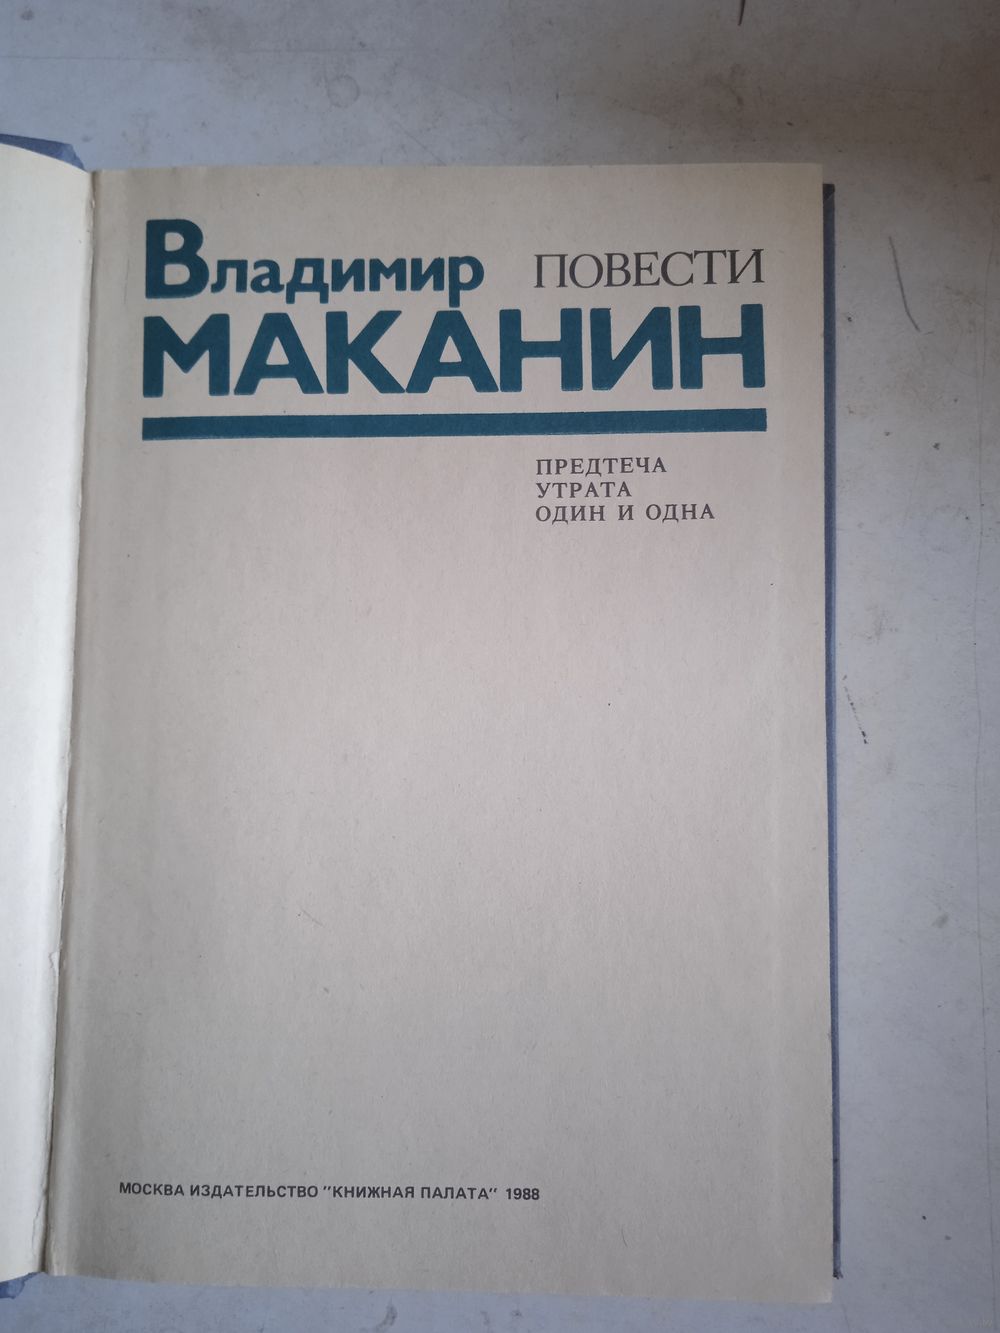 Владимир ПОВЕСТИ
МАКАНИН
ПРЕДТЕЧА
УТРАТА
ОДИН И ОДНА
МОСКВА ИЗДАТЕЛЬСТВО "КНИЖНАЯ ПАЛАТА" 1988